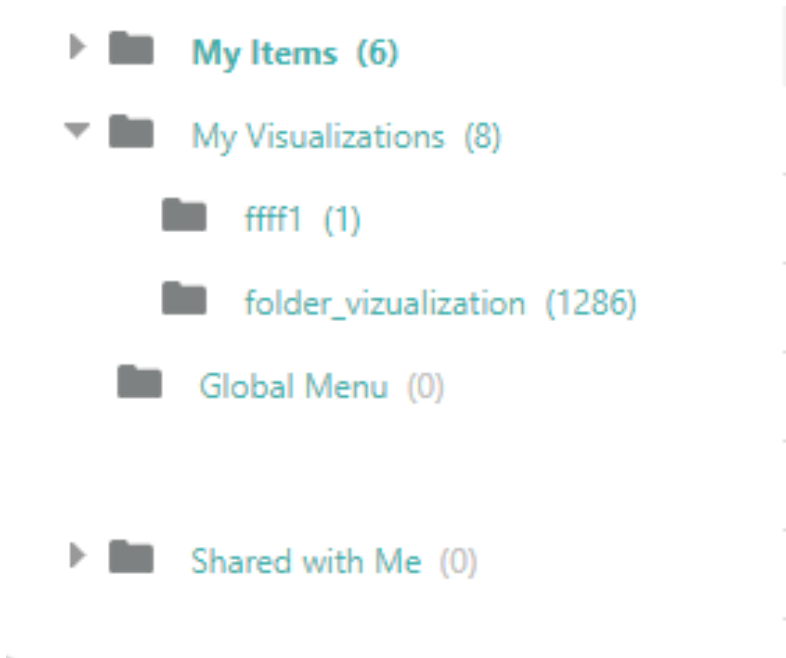 My Items (6)
My Visualizations (8)
ffff1 (1)
folder_vizualization (1286)
Global Menu (0)
Shared with Me (0)